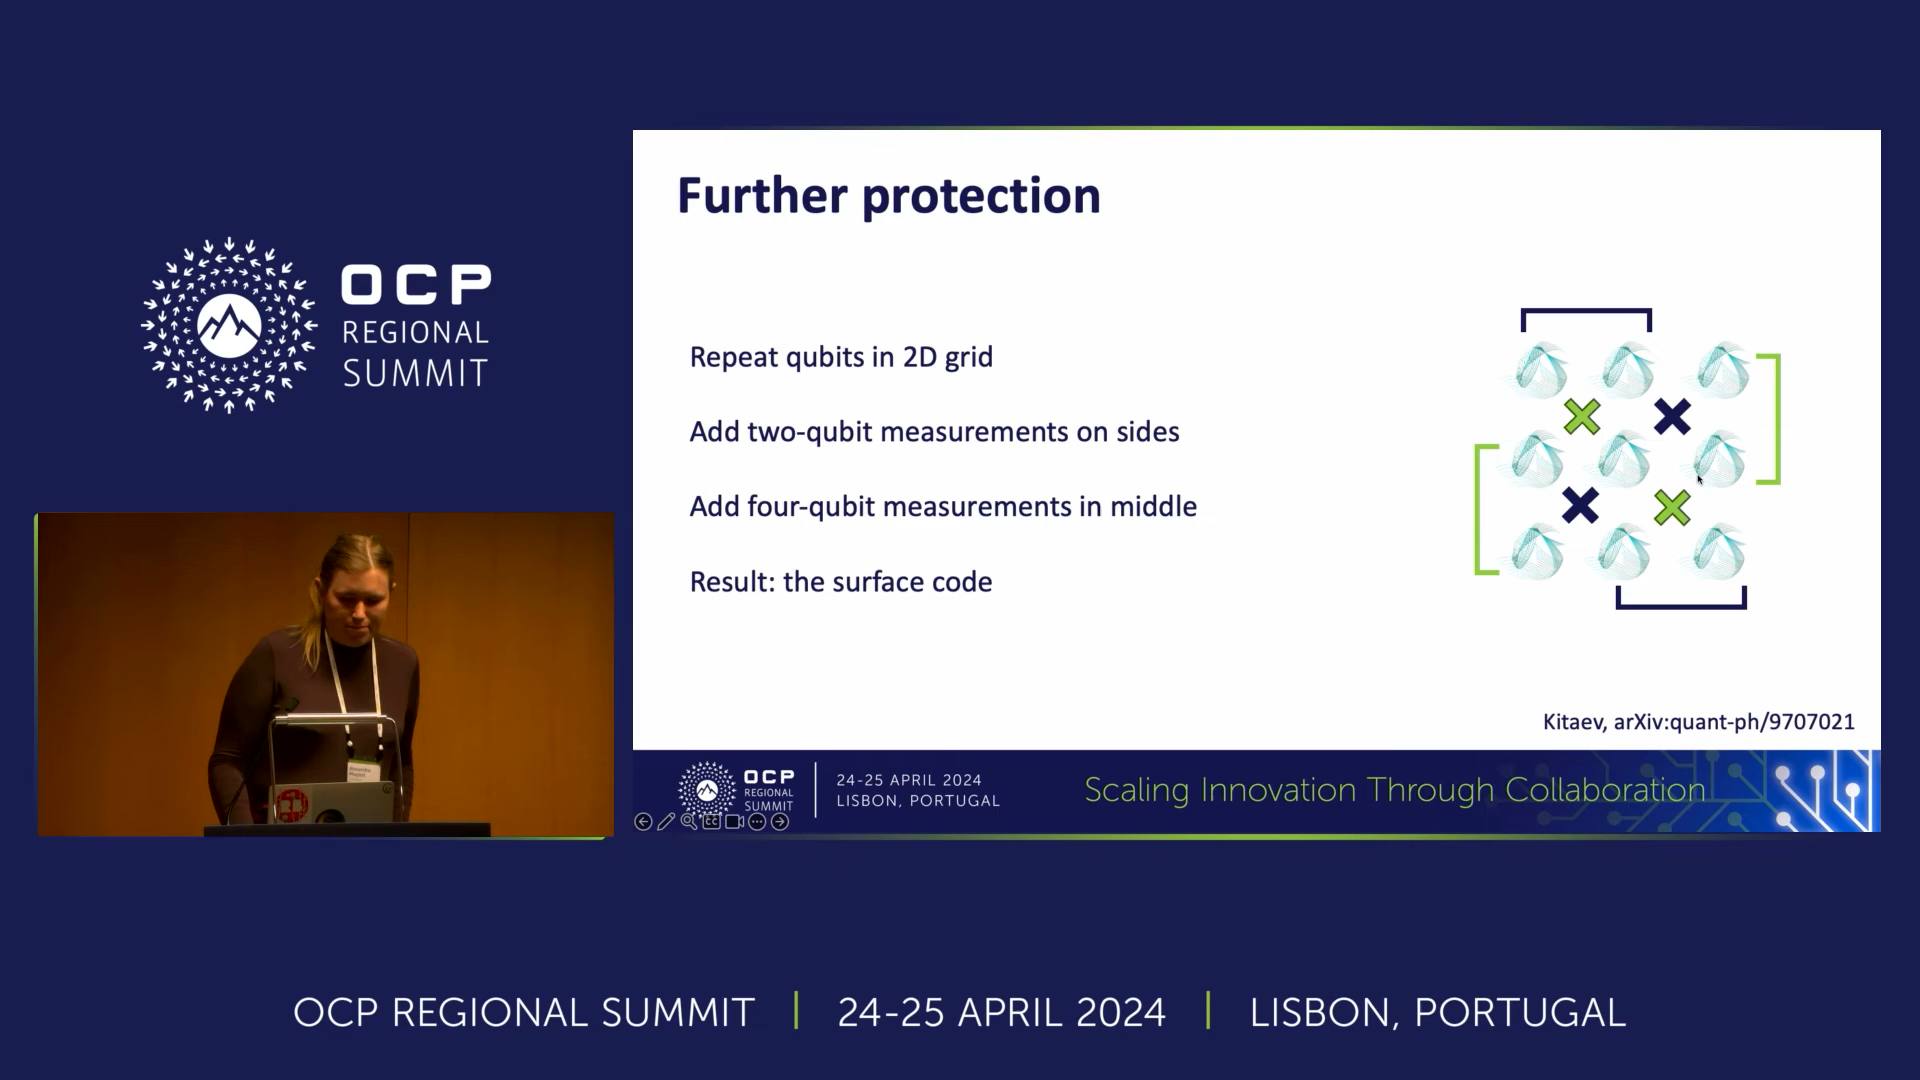 OCP
REGIONAL
SUMMIT
Further protection
Repeat qubits in 2D grid
Add two-qubit measurements on sides
Add four-qubit measurements in middle
Result: the surface code
Kitaev, arXiv:quant-ph/9707021
OCP
REGIONAL
SUMMIT
24-25 APRIL 2024
LISBON, PORTUGAL
Scaling Innovation Through Collaboration
CC
OCP REGIONAL SUMMIT | 24-25 APRIL 2024 | LISBON, PORTUGAL